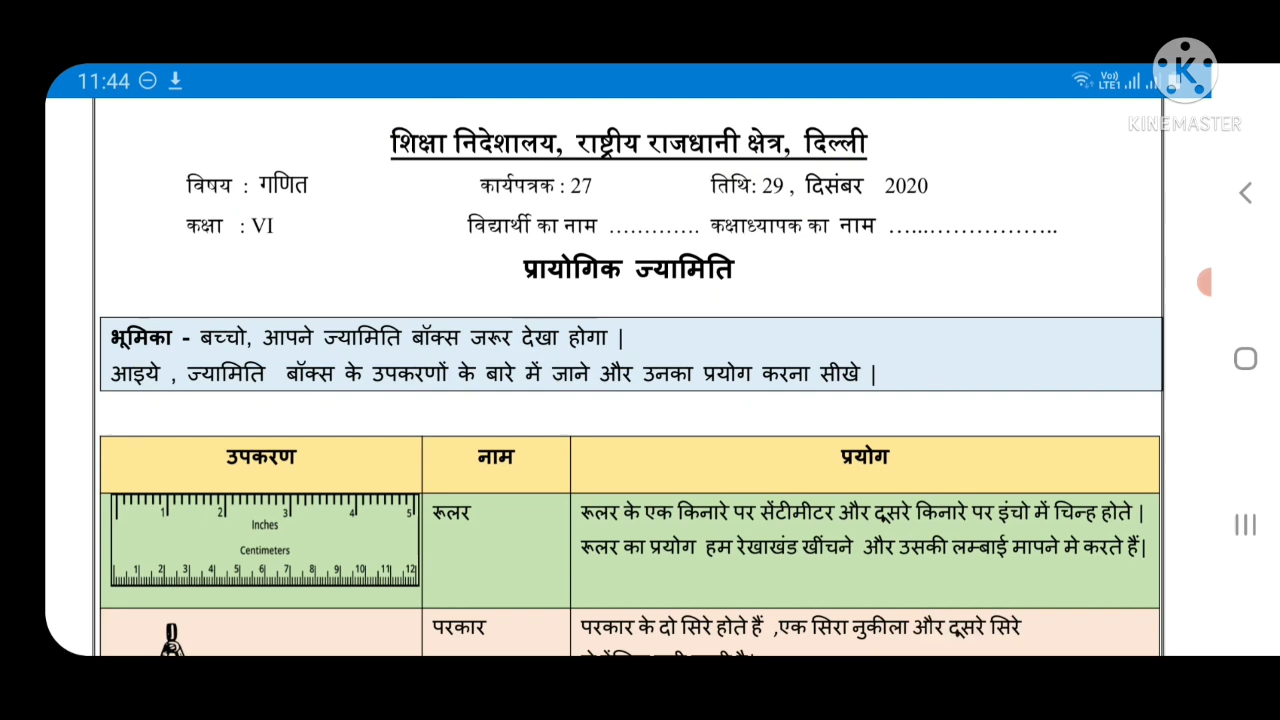 11:44
Vo))
LTE1
KINEMASTER
शिक्षा निदेशालय, राष्ट्रीय राजधानी क्षेत्र, दिल्ली
विषय : गणित कार्यपत्रक : 27 तिथि: 29 , दिसंबर 2020
कक्षा : VI विद्यार्थी का नाम …………. कक्षाध्यापक का नाम …...……………..
प्रायोगिक ज्यामिति
भूमिका - बच्चो, आपने ज्यामिति बॉक्स जरूर देखा होगा |
आइये , ज्यामिति बॉक्स के उपकरणों के बारे में जाने और उनका प्रयोग करना सीखे |
उपकरण नाम प्रयोग
1 2 3 4 5
Inches
Centimeters
1 2 3 4 5 6 7 8 9 10 11 12
रूलर
रूलर के एक किनारे पर सेंटीमीटर और दूसरे किनारे पर इंचो में चिन्ह होते |
रूलर का प्रयोग हम रेखाखंड खींचने और उसकी लम्बाई मापने मे करते हैं|
परकार
परकार के दो सिरे होते हैं ,एक सिरा नुकीला और दूसरे सिरे